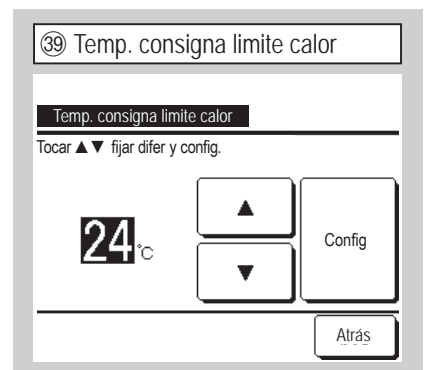 ㊴ Temp. consigna limite calor
Temp. consigna limite calor
Tocar ▲▼ fijar difer y config.
▲
24°C
Config
▼
Atrás